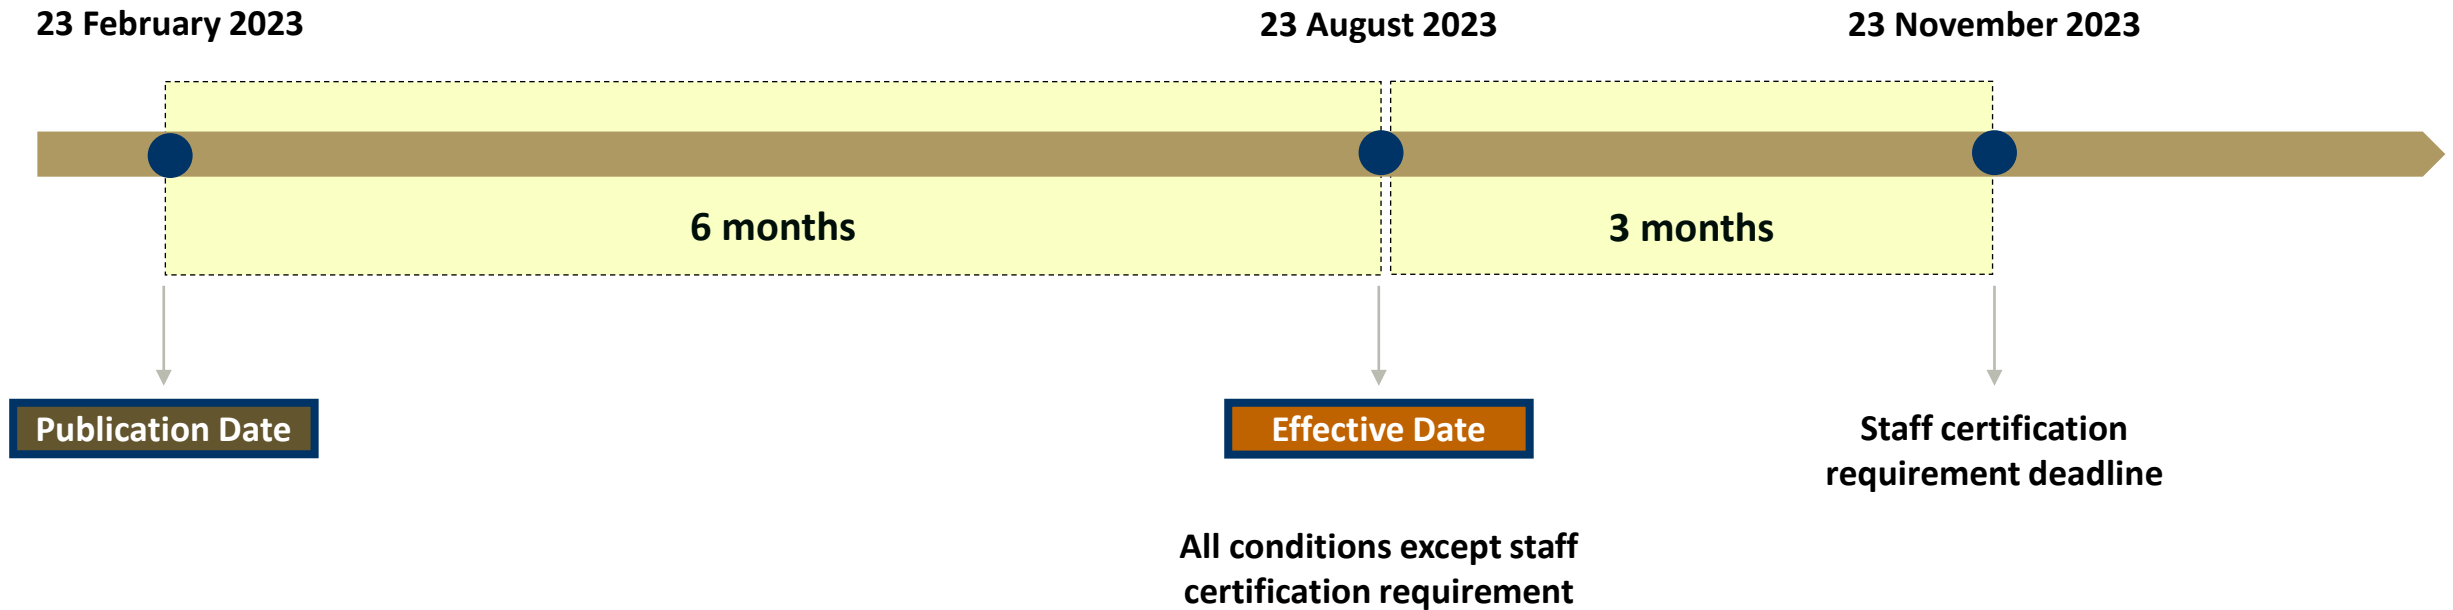 23 February 2023
23 August 2023
23 November 2023
6 months
3 months
Publication Date
Effective Date
Staff certification
requirement deadline
All conditions except staff
certification requirement